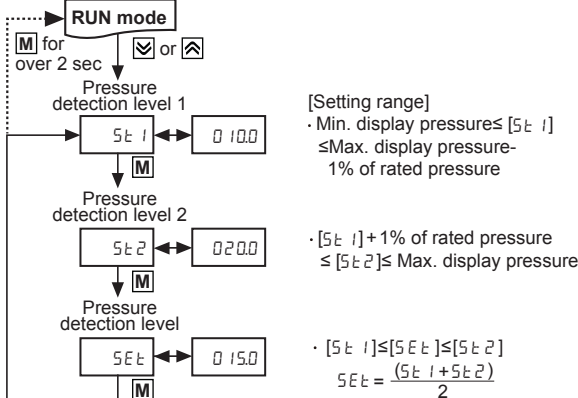 RUN mode
M for
over 2 sec
or
Pressure
detection level 1
St 1
010.0
M
[Setting range]
· Min. display pressure≤ [St 1]
≤Max. display pressure-
1% of rated pressure
Pressure
detection level 2
St2
020.0
M
· [St 1]+1% of rated pressure
≤ [St2]≤ Max. display pressure
Pressure
detection level
SEt
015.0
M
· [St 1]≤[SEt]≤[St2]
SEt = (St 1+St2)
2